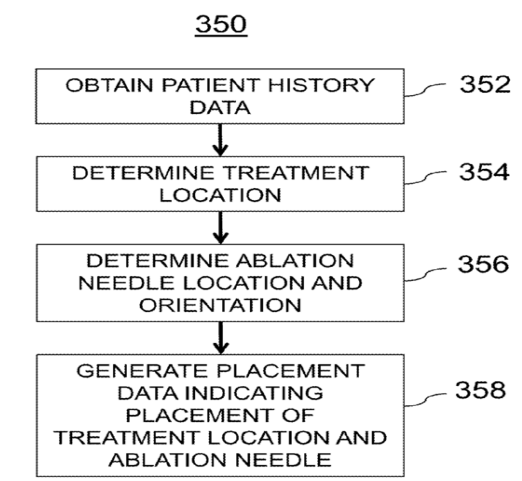 350
OBTAIN PATIENT HISTORY
DATA
352
DETERMINE TREATMENT
LOCATION
354
DETERMINE ABLATION
NEEDLE LOCATION AND
ORIENTATION
356
GENERATE PLACEMENT
DATA INDICATING
PLACEMENT OF
TREATMENT LOCATION AND
ABLATION NEEDLE
358